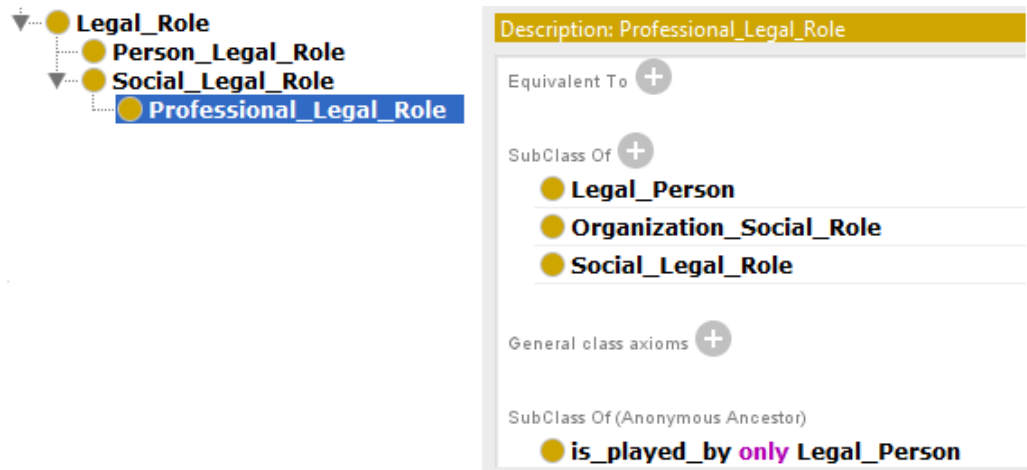 Legal_Role
Person_Legal_Role
Social_Legal_Role
Professional_Legal_Role
Description: Professional_Legal_Role
Equivalent To
SubClass Of
Legal_Person
Organization_Social_Role
Social_Legal_Role
General class axioms
SubClass Of (Anonymous Ancestor)
is_played_by only Legal_Person